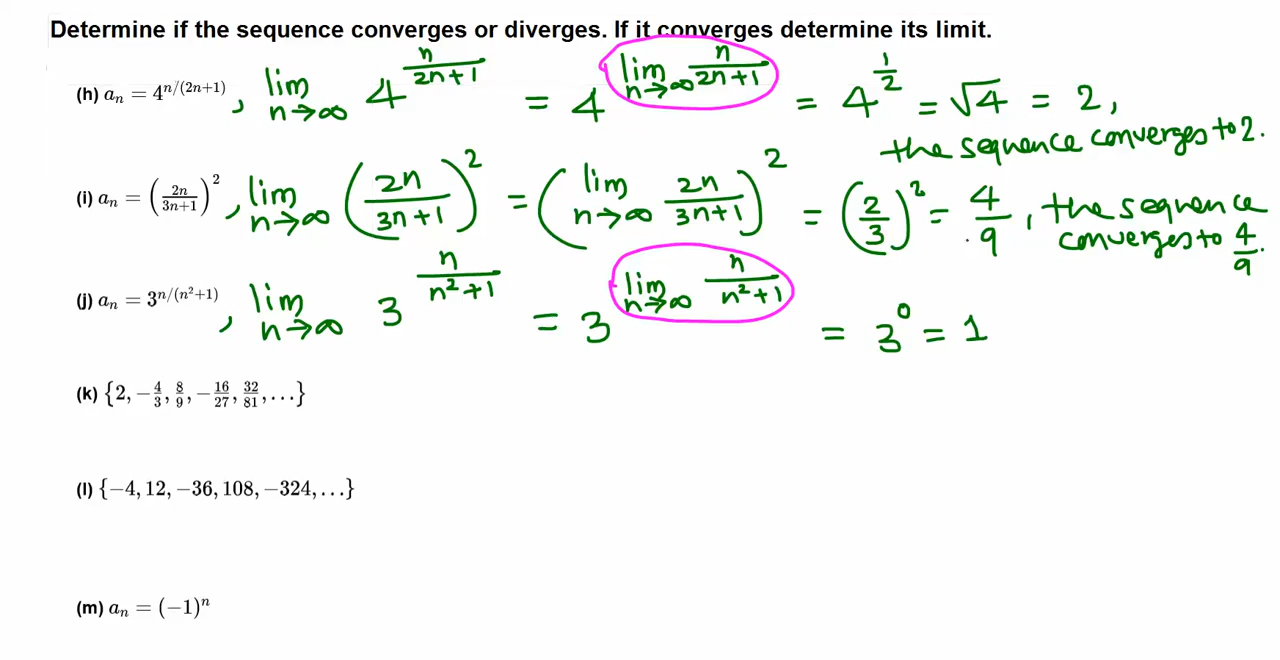 Determine if the sequence converges or diverges. If it converges determine its limit.
(h) aₙ = 4^{n/(2n+1)} , lim_{n→∞} 4^{n/(2n+1)} = 4^{lim_{n→∞} n/(2n+1)} = 4^{1/2} = √4 = 2,
the sequence converges to 2.
(i) aₙ = (2n/(3n+1))² , lim_{n→∞} (2n/(3n+1))² = (lim_{n→∞} 2n/(3n+1))² = (2/3)² = 4/9 , the sequence
converges to 4/9.
(j) aₙ = 3^{n/(n²+1)} , lim_{n→∞} 3^{n/(n²+1)} = 3^{lim_{n→∞} n/(n²+1)} = 3⁰ = 1
(k) {2, −4/3, 8/9, −16/27, 32/81, …}
(l) {−4, 12, −36, 108, −324, …}
(m) aₙ = (−1)ⁿ